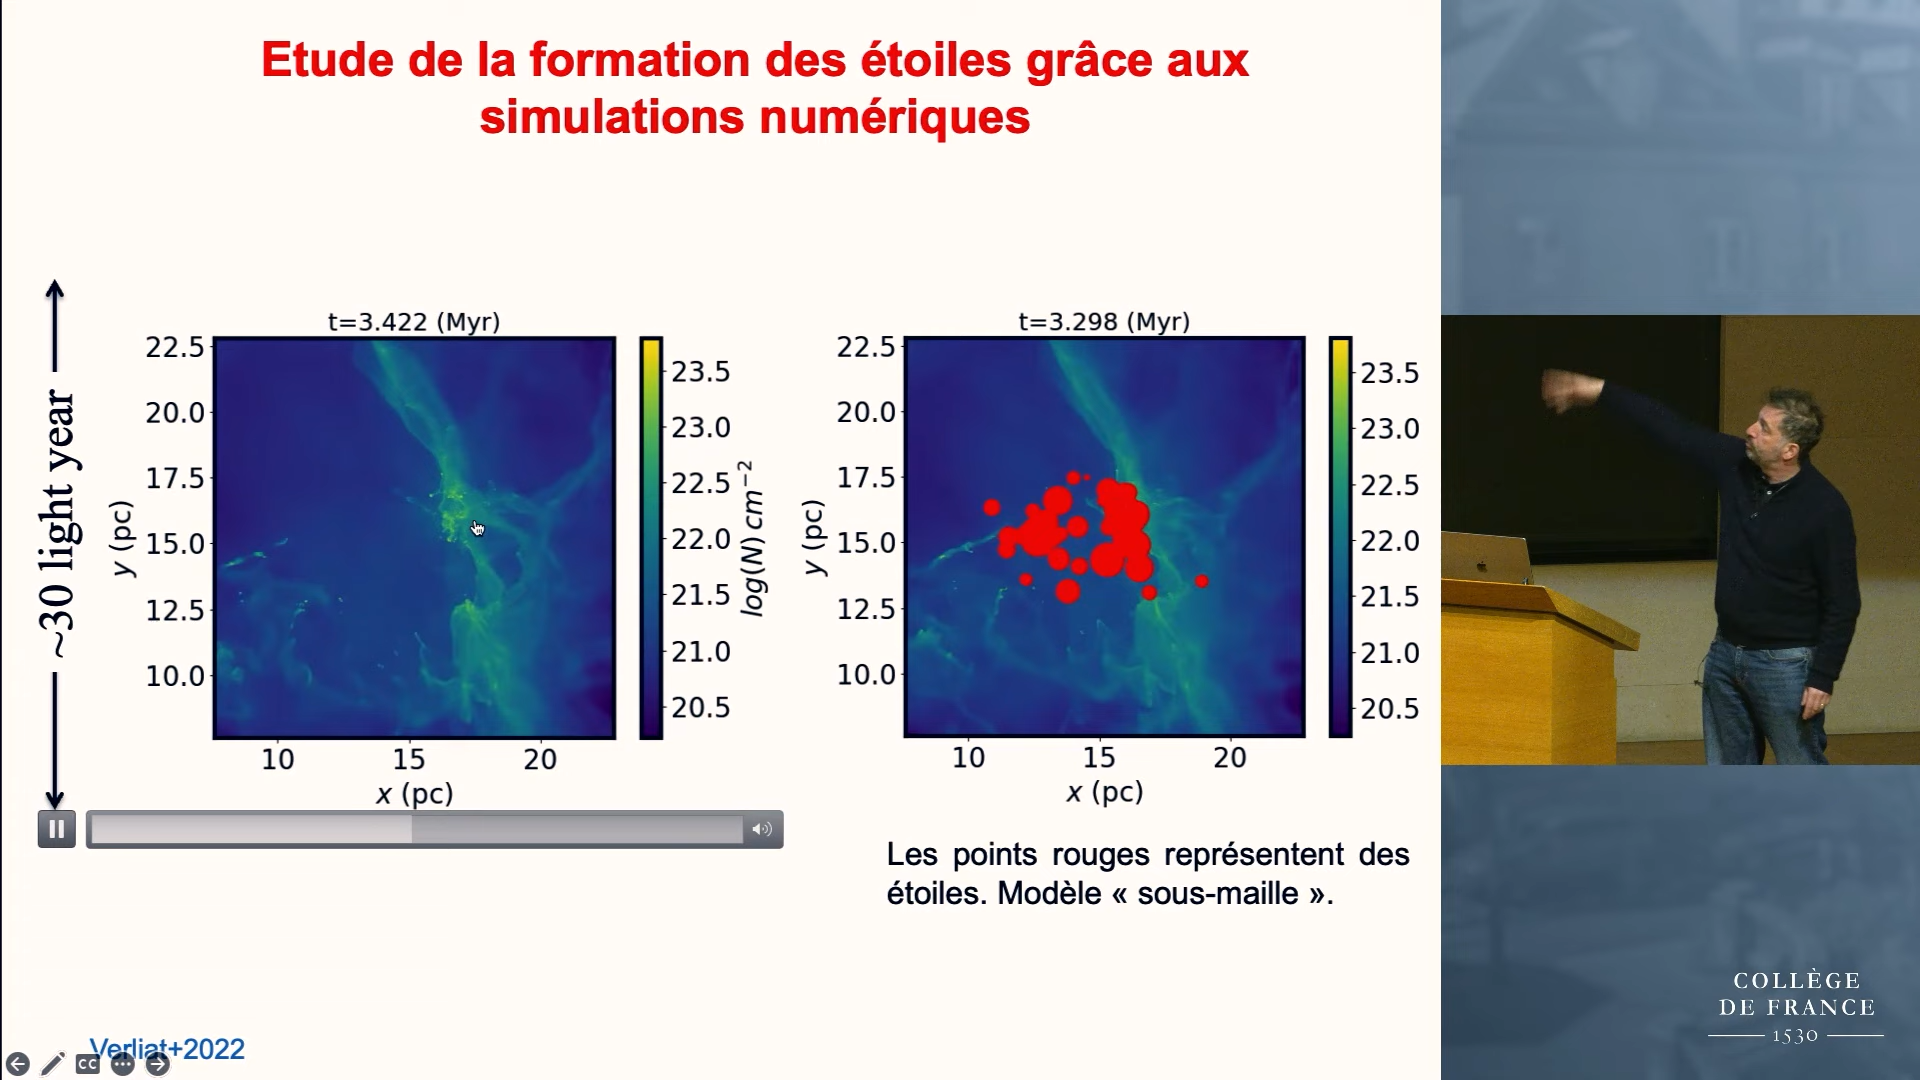 Etude de la formation des étoiles grâce aux
simulations numériques
~30 light year
t=3.422 (Myr)
22.5
20.0
17.5
15.0
12.5
10.0
y (pc)
10 15 20
x (pc)
23.5
23.0
22.5
22.0
21.5
21.0
20.5
log(N) cm⁻²
t=3.298 (Myr)
22.5
20.0
17.5
15.0
12.5
10.0
y (pc)
10 15 20
x (pc)
23.5
23.0
22.5
22.0
21.5
21.0
20.5
Les points rouges représentent des
étoiles. Modèle « sous-maille ».
Verliat+2022
CC
COLLÈGE
DE FRANCE
1530